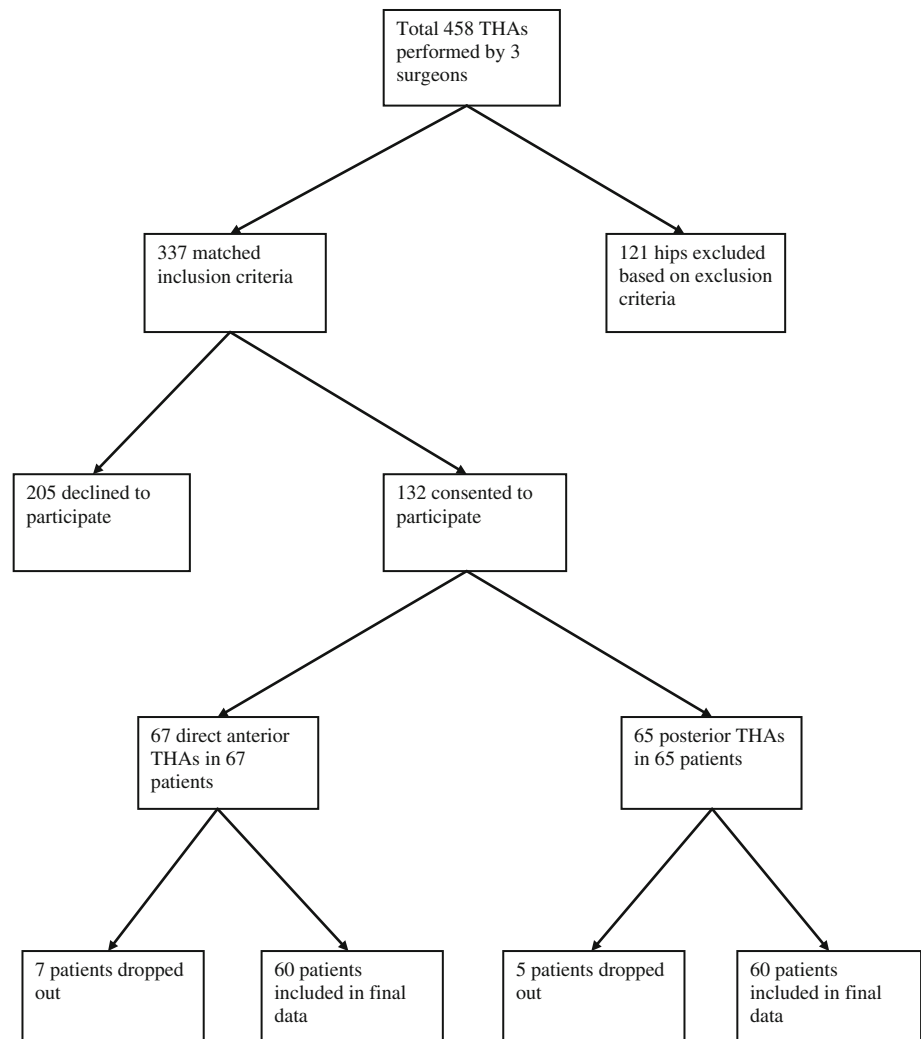 Total 458 THAs
performed by 3
surgeons
337 matched
inclusion criteria
121 hips excluded
based on exclusion
criteria
205 declined to
participate
132 consented to
participate
67 direct anterior
THAs in 67
patients
65 posterior THAs
in 65 patients
7 patients dropped
out
60 patients
included in final
data
5 patients dropped
out
60 patients
included in final
data